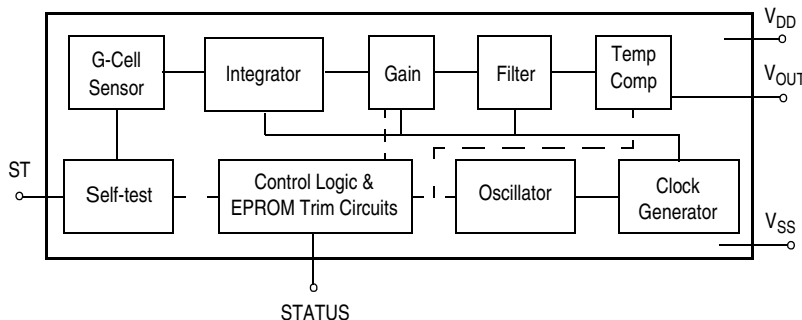 V_DD
G-Cell
Sensor
Integrator
Gain
Filter
Temp
Comp
V_OUT
ST
Self-test
Control Logic &
EPROM Trim Circuits
Oscillator
Clock
Generator
V_SS
STATUS